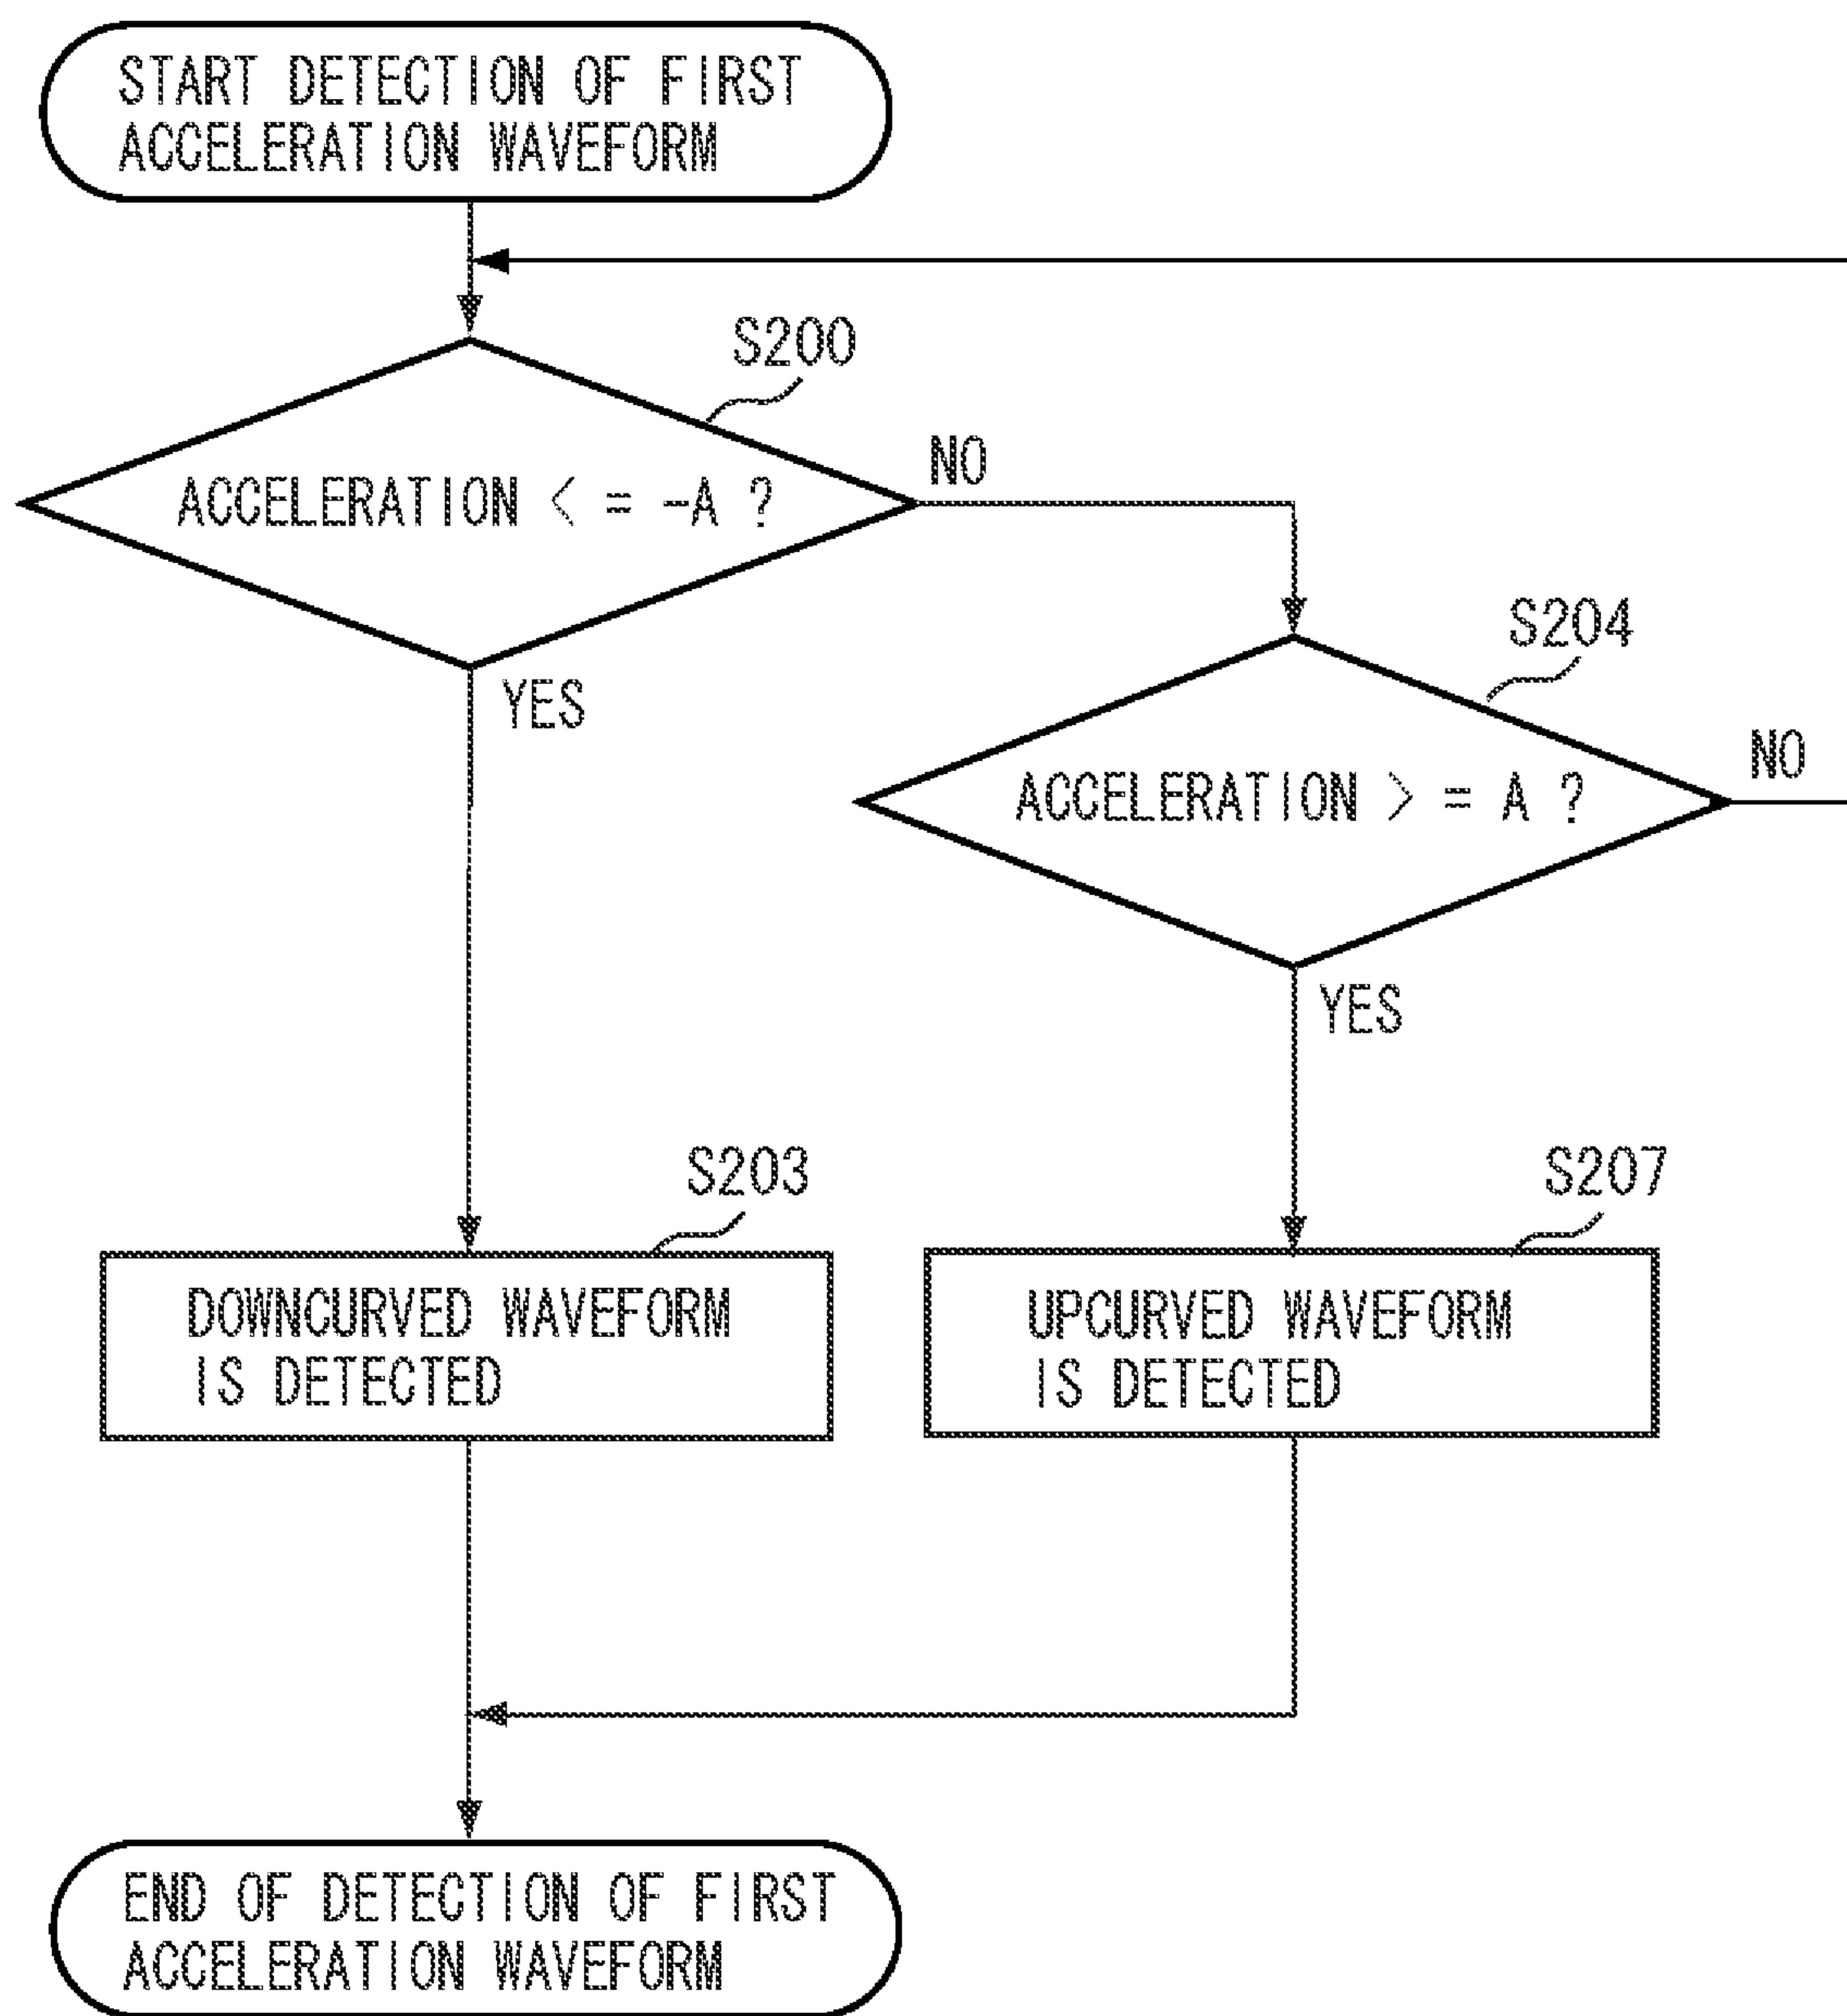 START DETECTION OF FIRST
ACCELERATION WAVEFORM
S200
ACCELERATION < = -A ?
NO
YES
S204
ACCELERATION > = A ?
NO
YES
S203
DOWNCURVED WAVEFORM
IS DETECTED
S207
UPCURVED WAVEFORM
IS DETECTED
END OF DETECTION OF FIRST
ACCELERATION WAVEFORM